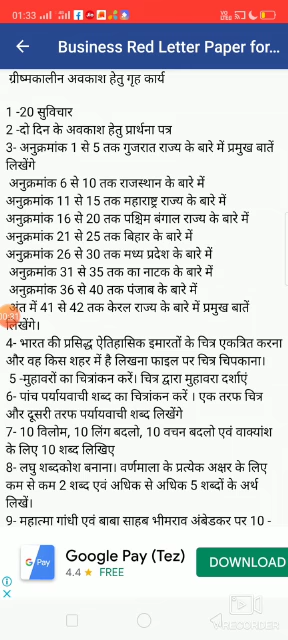 01:33
Business Red Letter Paper for...
ग्रीष्मकालीन अवकाश हेतु गृह कार्य
1 -20 सुविचार
2 -दो दिन के अवकाश हेतु प्रार्थना पत्र
3- अनुक्रमांक 1 से 5 तक गुजरात राज्य के बारे में प्रमुख बातें
लिखेंगे
अनुक्रमांक 6 से 10 तक राजस्थान के बारे में
अनुक्रमांक 11 से 15 तक महाराष्ट्र राज्य के बारे में
अनुक्रमांक 16 से 20 तक पश्चिम बंगाल राज्य के बारे में
अनुक्रमांक 21 से 25 तक बिहार के बारे में
अनुक्रमांक 26 से 30 तक मध्य प्रदेश के बारे में
अनुक्रमांक 31 से 35 तक का नाटक के बारे में
अनुक्रमांक 36 से 40 तक पंजाब के बारे में
अंत में 41 से 42 तक केरल राज्य के बारे में प्रमुख बातें
00:31
लिखेंगे।
4- भारत की प्रसिद्ध ऐतिहासिक इमारतों के चित्र एकत्रित करना
और वह किस शहर में है लिखना फाइल पर चित्र चिपकाना।
5 -मुहावरों का चित्रांकन करें। चित्र द्वारा मुहावरा दर्शाएं
6- पांच पर्यायवाची शब्द का चित्रांकन करें । एक तरफ चित्र
और दूसरी तरफ पर्यायवाची शब्द लिखेंगे
7- 10 विलोम, 10 लिंग बदलो, 10 वचन बदलो एवं वाक्यांश
के लिए 10 शब्द लिखिए
8- लघु शब्दकोश बनाना। वर्णमाला के प्रत्येक अक्षर के लिए
कम से कम 2 शब्द एवं अधिक से अधिक 5 शब्दों के अर्थ
लिखें।
9- महात्मा गांधी एवं बाबा साहब भीमराव अंबेडकर पर 10 -
G Pay
Google Pay (Tez)
4.4 ★ FREE
DOWNLOAD
RECORDER